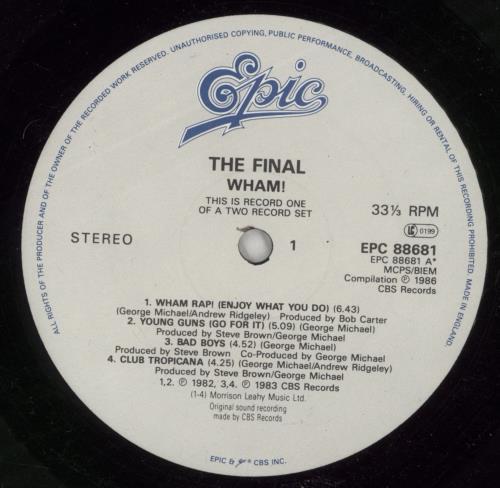 ALL RIGHTS OF THE PRODUCER AND OF THE OWNER OF THE RECORDED WORK RESERVED. UNAUTHORISED COPYING, PUBLIC PERFORMANCE, BROADCASTING, HIRING OR RENTAL OF THIS RECORDING PROHIBITED. MADE IN ENGLAND.
Epic
THE FINAL
WHAM!
THIS IS RECORD ONE
OF A TWO RECORD SET
33⅓ RPM
STEREO
1
LC 0199
EPC 88681
EPC 88681 A*
MCPS/BIEM
Compilation ℗ 1986
CBS Records
1. WHAM RAP! (ENJOY WHAT YOU DO) (6.43)
(George Michael/Andrew Ridgeley) Produced by Bob Carter
2. YOUNG GUNS (GO FOR IT) (5.09) (George Michael)
Produced by Steve Brown/George Michael
3. BAD BOYS (4.52) (George Michael)
Produced by Steve Brown Co-Produced by George Michael
4. CLUB TROPICANA (4.25) (George Michael/Andrew Ridgeley)
Produced by Steve Brown/George Michael
1,2. ℗ 1982, 3,4. ℗ 1983 CBS Records
(1-4) Morrison Leahy Music Ltd.
Original sound recording
made by CBS Records
EPIC & CBS INC.